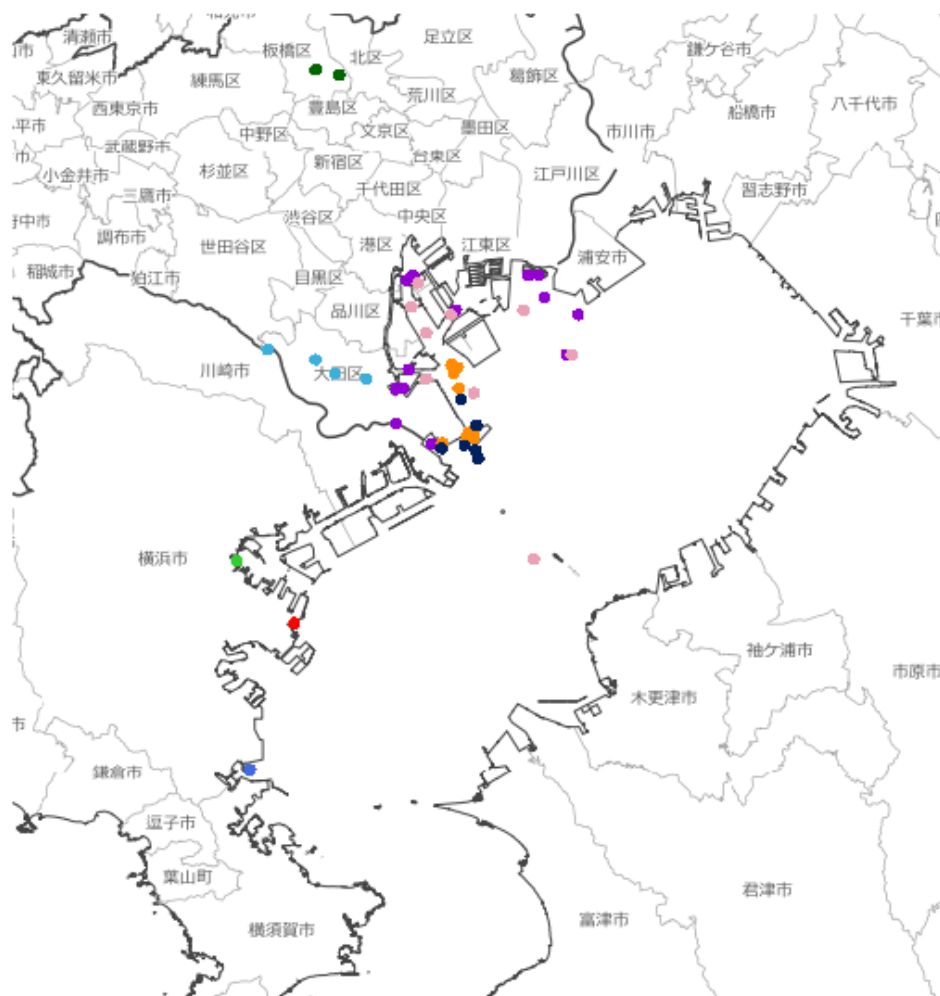 足立区
清瀬市
板橋区
北区
鎌ケ谷市
東久留米市
練馬区
葛飾区
荒川区
西東京市
豊島区
船橋市
八千代市
平市
中野区
文京区
墨田区
市川市
武蔵野市
小金井市
杉並区
新宿区
台東区
江戸川区
千代田区
習志野市
三鷹市
渋谷区
中央区
調布市
世田谷区
港区
江東区
浦安市
稲城市
狛江市
目黒区
品川区
千葉市
川崎市
大田区
横浜市
袖ケ浦市
市原市
木更津市
市
鎌倉市
逗子市
葉山町
君津市
横須賀市
富津市